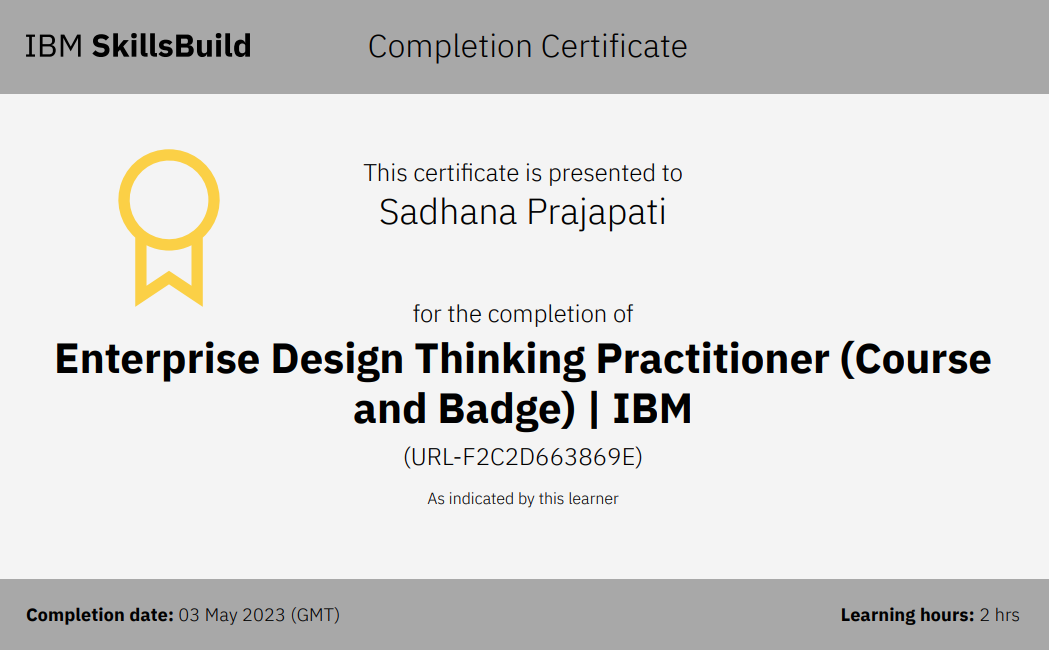 IBM SkillsBuild
Completion Certificate
This certificate is presented to
Sadhana Prajapati
for the completion of
Enterprise Design Thinking Practitioner (Course
and Badge) | IBM
(URL-F2C2D663869E)
As indicated by this learner
Completion date: 03 May 2023 (GMT)
Learning hours: 2 hrs